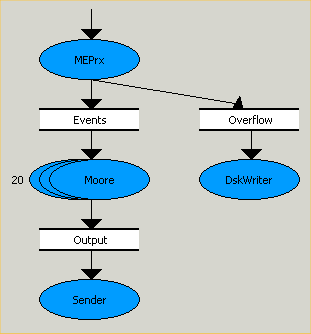 MEPrx
Events
Overflow
20
Moore
DskWriter
Output
Sender